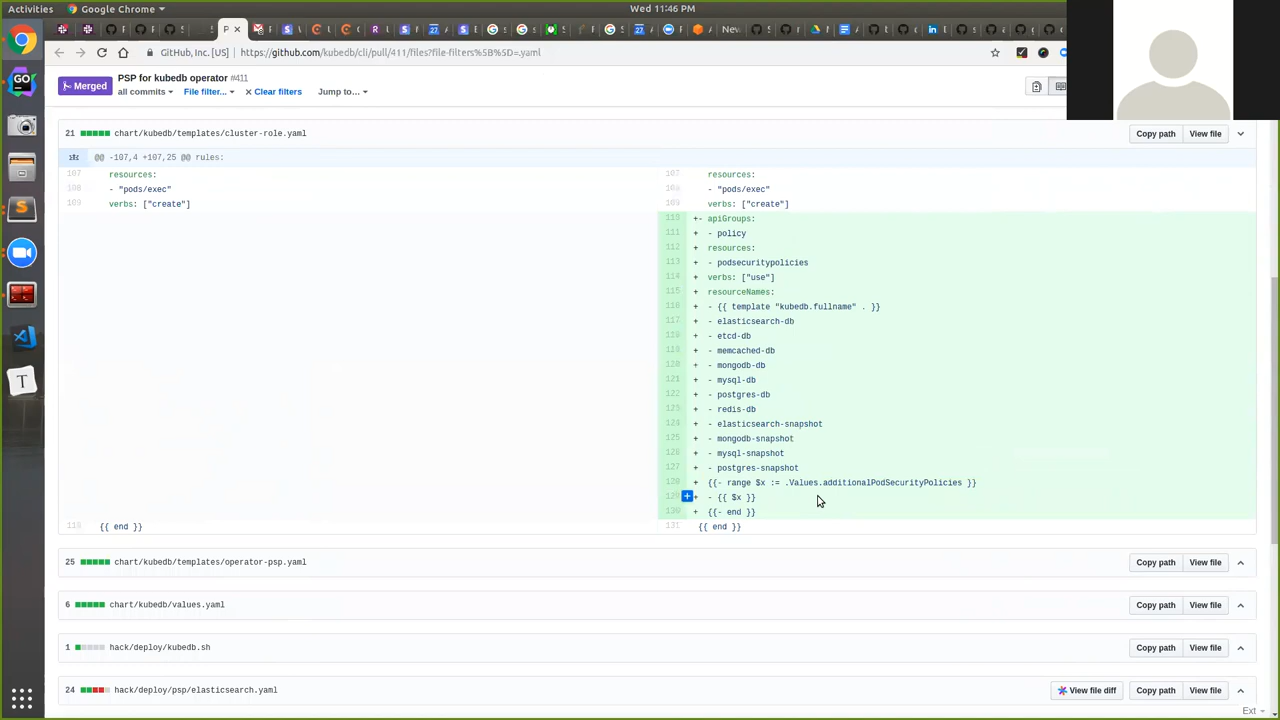 Activities
Google Chrome
Wed 11:46 PM
GitHub, Inc. [US]
https://github.com/kubedb/cli/pull/411/files?file-filters%5B%5D=.yaml
Merged
PSP for kubedb operator #411
all commits
File filter...
Clear filters
Jump to...
21 chart/kubedb/templates/cluster-role.yaml
Copy path
View file
@@ -107,4 +107,25 @@ rules:
107 resources:
108 - "pods/exec"
109 verbs: ["create"]
118 {{ end }}
107 resources:
108 - "pods/exec"
109 verbs: ["create"]
110 +- apiGroups:
111 + - policy
112 + resources:
113 + - podsecuritypolicies
114 + verbs: ["use"]
115 + resourceNames:
116 + - {{ template "kubedb.fullname" . }}
117 + - elasticsearch-db
118 + - etcd-db
119 + - memcached-db
120 + - mongodb-db
121 + - mysql-db
122 + - postgres-db
123 + - redis-db
124 + - elasticsearch-snapshot
125 + - mongodb-snapshot
126 + - mysql-snapshot
127 + - postgres-snapshot
128 + {{- range $x := .Values.additionalPodSecurityPolicies }}
129 + - {{ $x }}
130 + {{- end }}
131 {{ end }}
25 chart/kubedb/templates/operator-psp.yaml
Copy path
View file
6 chart/kubedb/values.yaml
Copy path
View file
1 hack/deploy/kubedb.sh
Copy path
View file
24 hack/deploy/psp/elasticsearch.yaml
View file diff
Copy path
View file
Ext